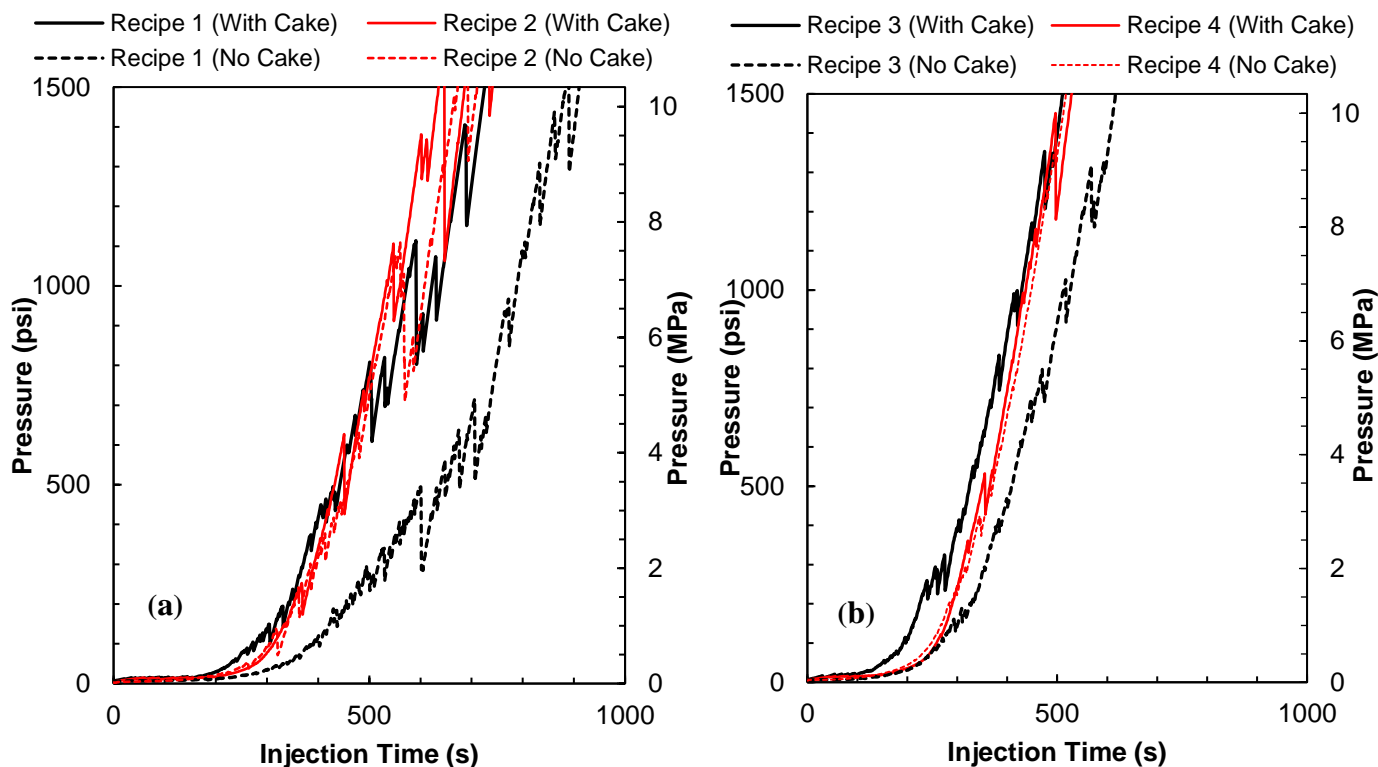 Recipe 1 (With Cake) Recipe 2 (With Cake)
Recipe 1 (No Cake) Recipe 2 (No Cake)
1500
1000
500
0
Pressure (psi)
10
8
6
4
2
0
Pressure (MPa)
(a)
0 500 1000
Injection Time (s)
Recipe 3 (With Cake) Recipe 4 (With Cake)
Recipe 3 (No Cake) Recipe 4 (No Cake)
1500
1000
500
0
Pressure (psi)
10
8
6
4
2
0
Pressure (MPa)
(b)
0 500 1000
Injection Time (s)